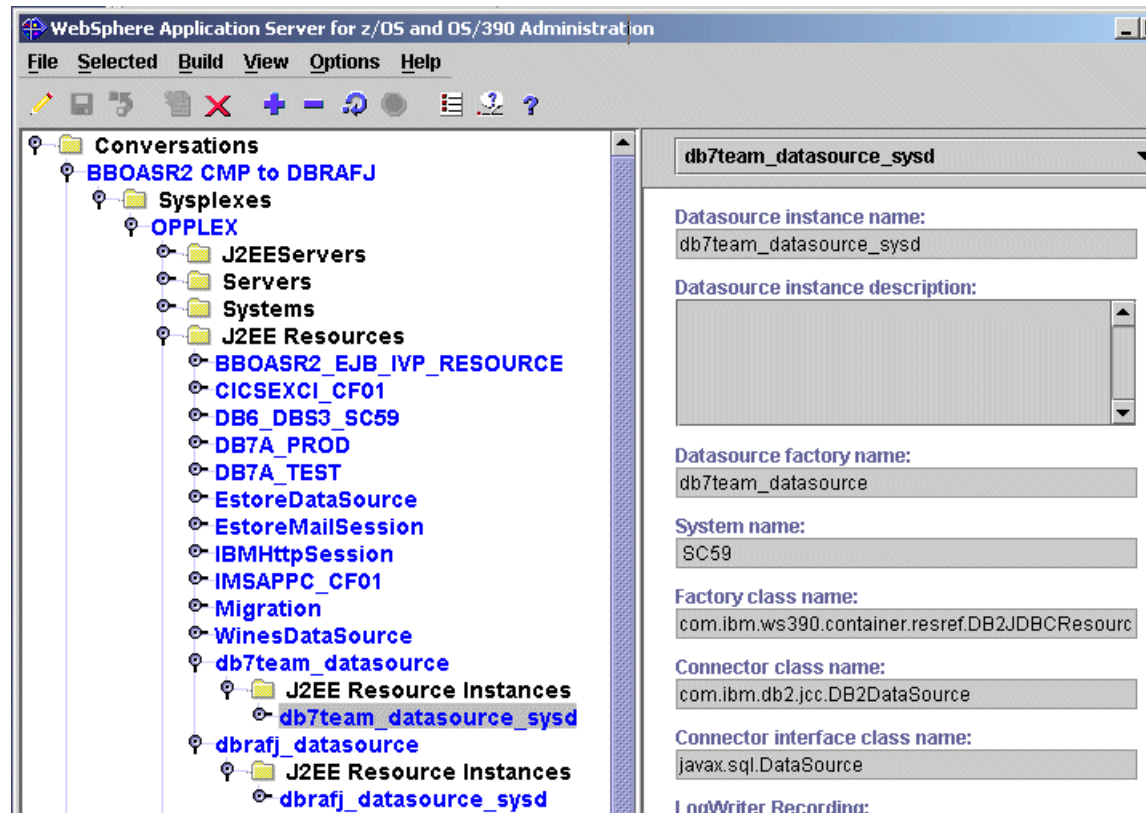 WebSphere Application Server for z/OS and OS/390 Administration
File Selected Build View Options Help
Conversations
BBOASR2 CMP to DBRAFJ
Sysplexes
OPPLEX
J2EEServers
Servers
Systems
J2EE Resources
BBOASR2_EJB_IVP_RESOURCE
CICSEXCI_CF01
DB6_DBS3_SC59
DB7A_PROD
DB7A_TEST
EstoreDataSource
EstoreMailSession
IBMHttpSession
IMSAPPC_CF01
Migration
WinesDataSource
db7team_datasource
J2EE Resource Instances
db7team_datasource_sysd
dbrafj_datasource
J2EE Resource Instances
dbrafj_datasource_sysd
db7team_datasource_sysd
Datasource instance name:
db7team_datasource_sysd
Datasource instance description:
Datasource factory name:
db7team_datasource
System name:
SC59
Factory class name:
com.ibm.ws390.container.resref.DB2JDBCResourc
Connector class name:
com.ibm.db2.jcc.DB2DataSource
Connector interface class name:
javax.sql.DataSource
LogWriter Recording: